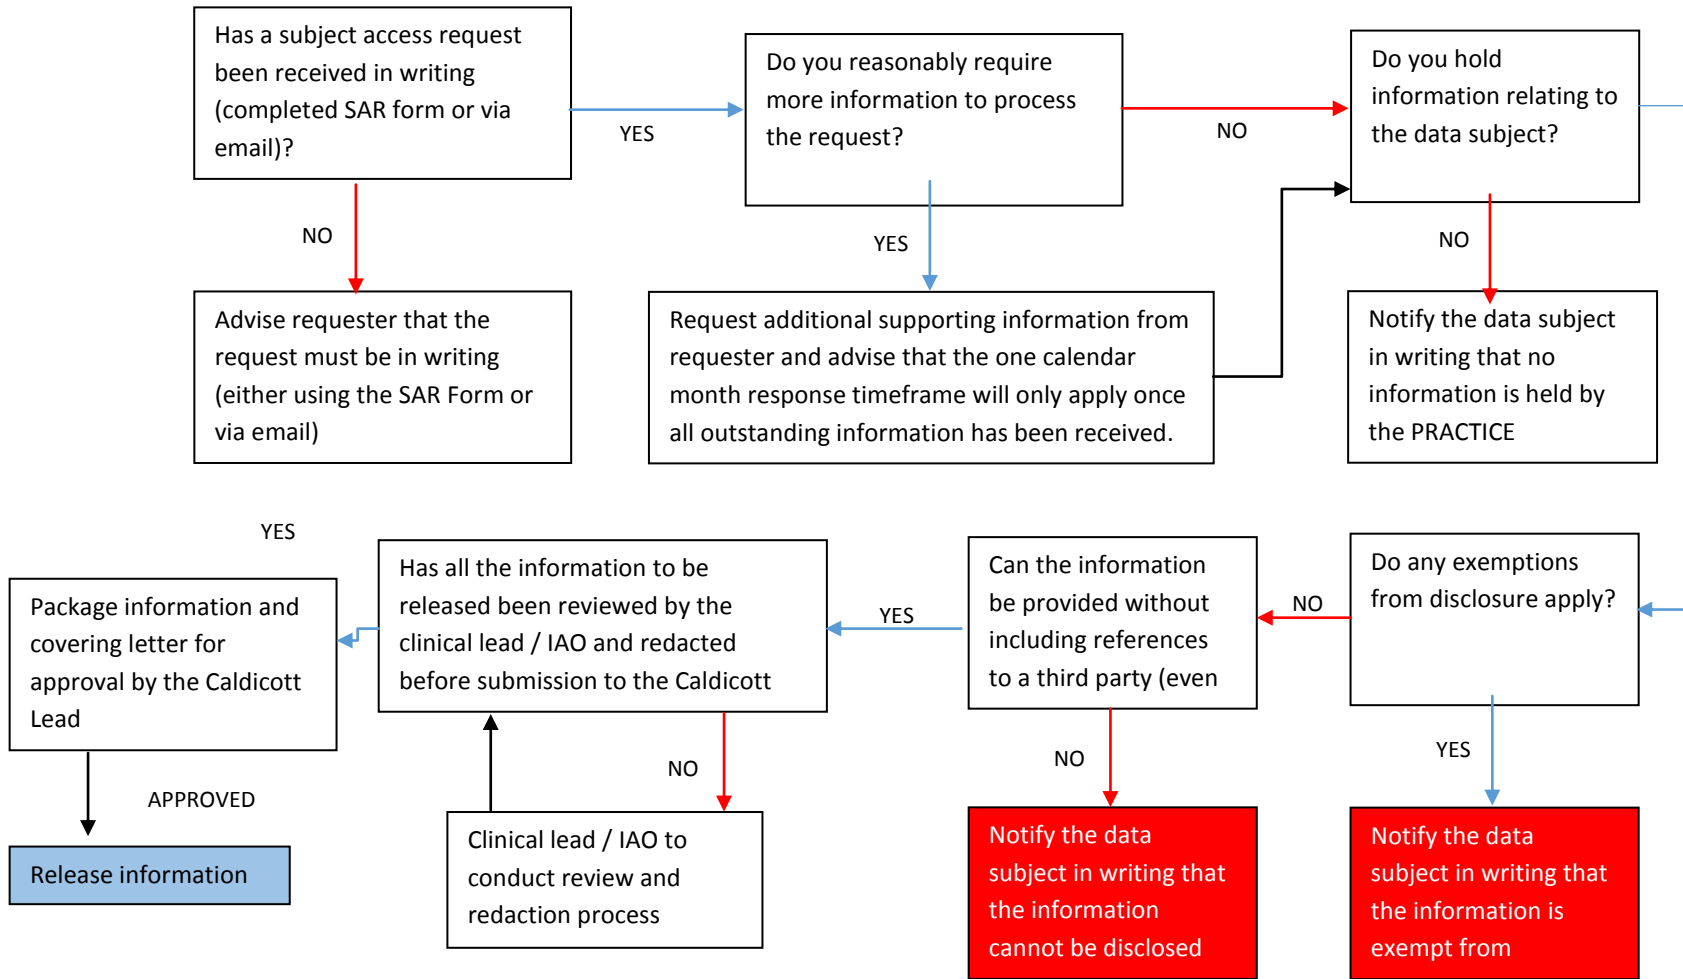 Has a subject access request
been received in writing
(completed SAR form or via
email)?
YES
NO
Do you reasonably require
more information to process
the request?
NO
YES
Do you hold
information relating to
the data subject?
NO
Advise requester that the
request must be in writing
(either using the SAR Form or
via email)
Request additional supporting information from
requester and advise that the one calendar
month response timeframe will only apply once
all outstanding information has been received.
Notify the data subject
in writing that no
information is held by
the PRACTICE
Do any exemptions
from disclosure apply?
NO
YES
Can the information
be provided without
including references
to a third party (even
YES
NO
Has all the information to be
released been reviewed by the
clinical lead / IAO and redacted
before submission to the Caldicott
YES
NO
Package information and
covering letter for
approval by the Caldicott
Lead
APPROVED
Release information
Clinical lead / IAO to
conduct review and
redaction process
Notify the data
subject in writing that
the information
cannot be disclosed
Notify the data
subject in writing that
the information is
exempt from